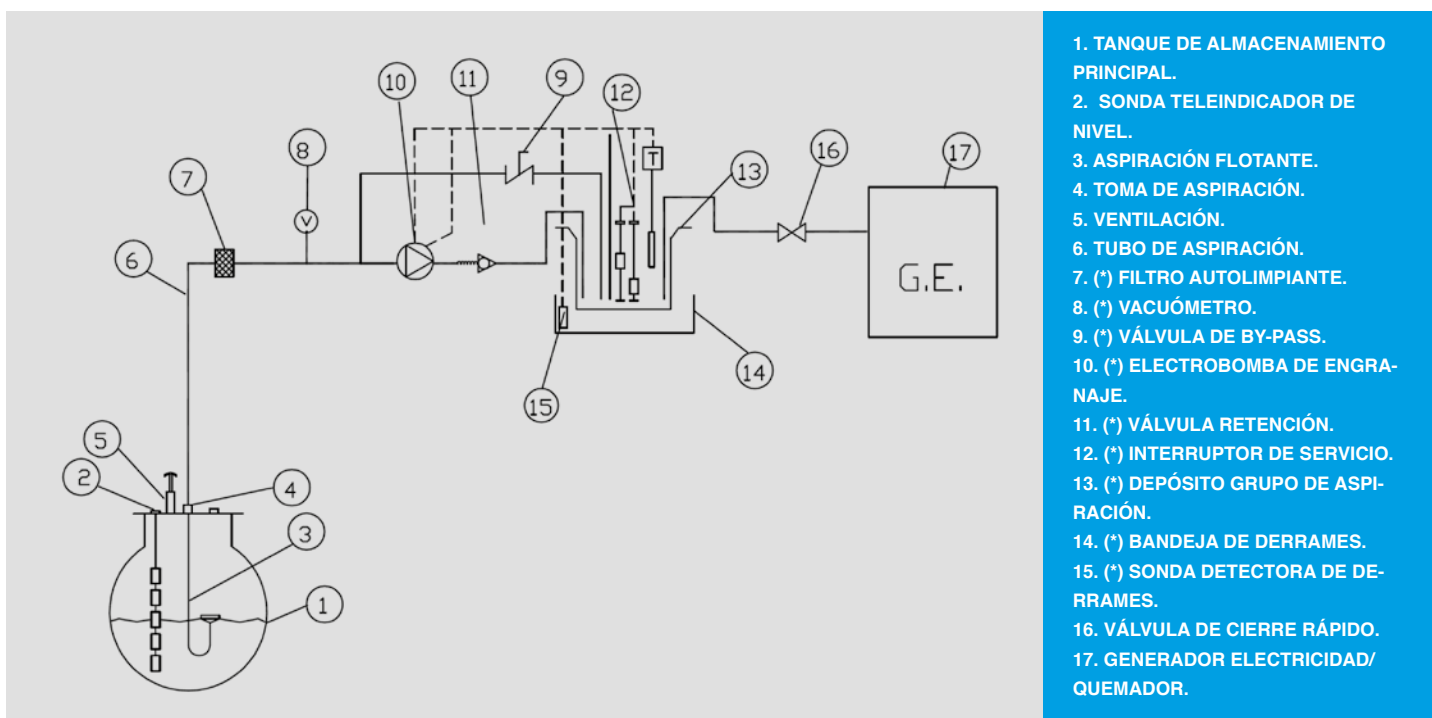 10
11
9
12
8
T
16
17
7
13
6
G.E.
14
15
5
2
4
3
1
V
1. TANQUE DE ALMACENAMIENTO
PRINCIPAL.
2. SONDA TELEINDICADOR DE
NIVEL.
3. ASPIRACIÓN FLOTANTE.
4. TOMA DE ASPIRACIÓN.
5. VENTILACIÓN.
6. TUBO DE ASPIRACIÓN.
7. (*) FILTRO AUTOLIMPIANTE.
8. (*) VACUÓMETRO.
9. (*) VÁLVULA DE BY-PASS.
10. (*) ELECTROBOMBA DE ENGRA-
NAJE.
11. (*) VÁLVULA RETENCIÓN.
12. (*) INTERRUPTOR DE SERVICIO.
13. (*) DEPÓSITO GRUPO DE ASPI-
RACIÓN.
14. (*) BANDEJA DE DERRAMES.
15. (*) SONDA DETECTORA DE DE-
RRAMES.
16. VÁLVULA DE CIERRE RÁPIDO.
17. GENERADOR ELECTRICIDAD/
QUEMADOR.